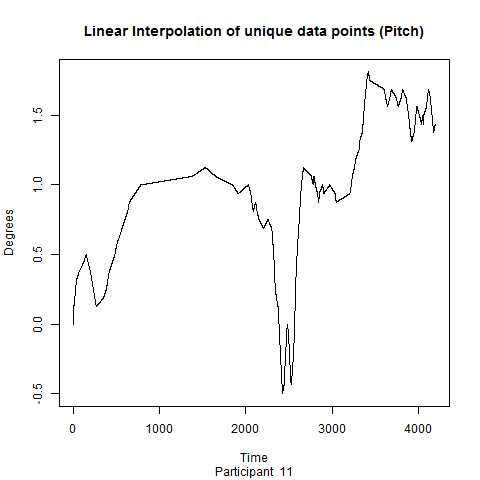 Linear Interpolation of unique data points (Pitch)
1.5
1.0
0.5
0.0
-0.5
Degrees
0 1000 2000 3000 4000
Time
Participant 11